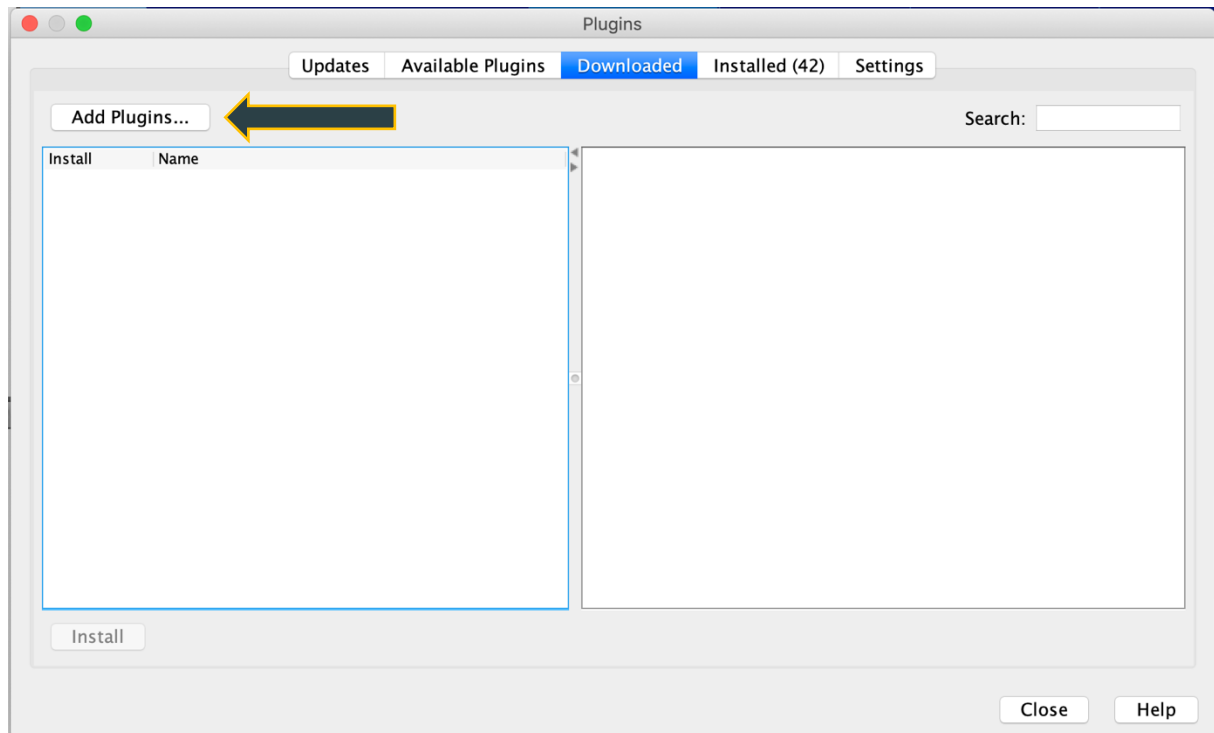 Plugins
Updates Available Plugins Downloaded Installed (42) Settings
Add Plugins... Search:
Install Name
Install
Close Help